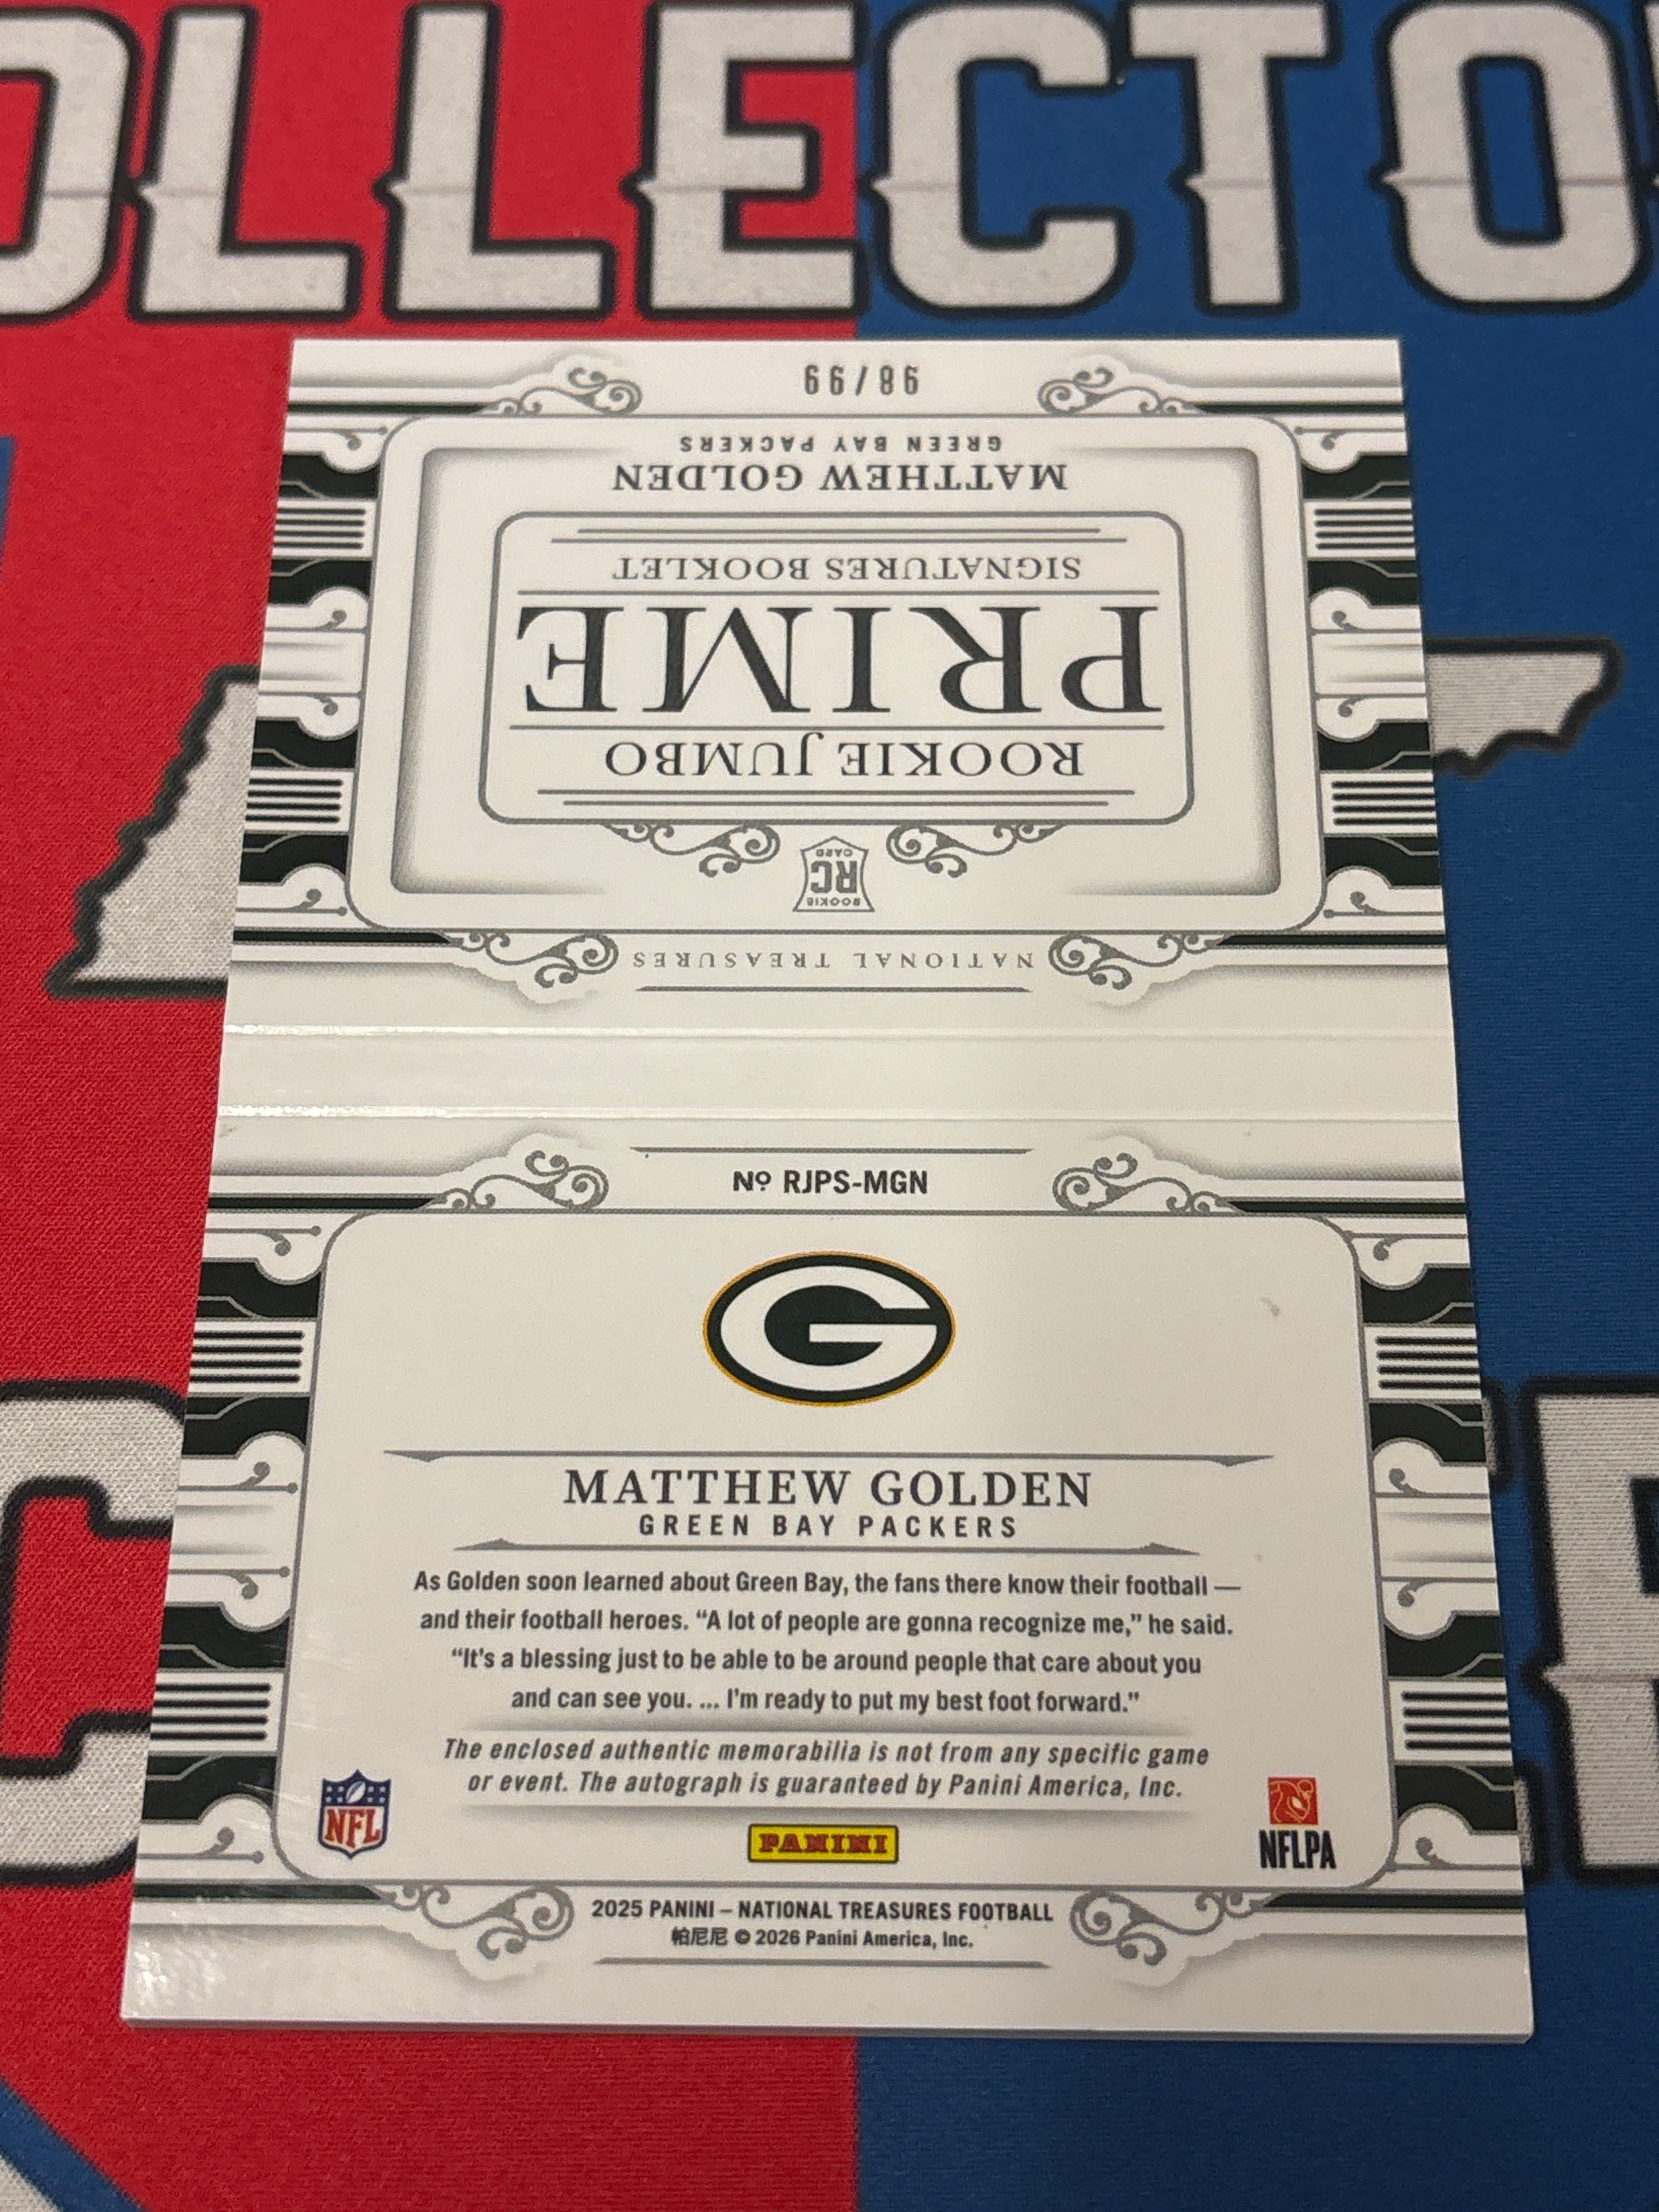 OLLECTO
NATIONAL TREASURES
ROOKIE
RC
CARD
ROOKIE JUMBO
PRIME
SIGNATURES BOOKLET
MATTHEW GOLDEN
GREEN BAY PACKERS
98/99
Nº RJPS-MGN
G
MATTHEW GOLDEN
GREEN BAY PACKERS
As Golden soon learned about Green Bay, the fans there know their football —
and their football heroes. “A lot of people are gonna recognize me,” he said.
“It's a blessing just to be able to be around people that care about you
and can see you. ... I'm ready to put my best foot forward.”
The enclosed authentic memorabilia is not from any specific game
or event. The autograph is guaranteed by Panini America, Inc.
NFL
PANINI
NFLPA
2025 PANINI – NATIONAL TREASURES FOOTBALL
帕尼尼 © 2026 Panini America, Inc.